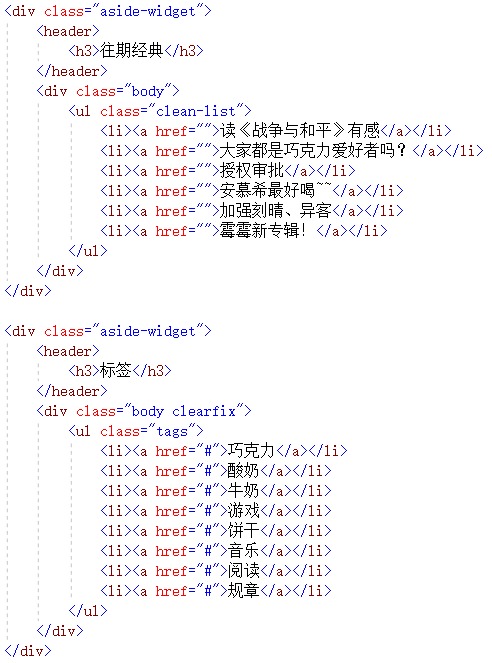 <div class="aside-widget">
<header>
<h3>往期经典</h3>
</header>
<div class="body">
<ul class="clean-list">
<li><a href="">读《战争与和平》有感</a></li>
<li><a href="">大家都是巧克力爱好者吗？</a></li>
<li><a href="">授权审批</a></li>
<li><a href="">安慕希最好喝~~</a></li>
<li><a href="">加强刻晴、异客</a></li>
<li><a href="">霉霉新专辑！</a></li>
</ul>
</div>
</div>
<div class="aside-widget">
<header>
<h3>标签</h3>
</header>
<div class="body clearfix">
<ul class="tags">
<li><a href="#">巧克力</a></li>
<li><a href="#">酸奶</a></li>
<li><a href="#">牛奶</a></li>
<li><a href="#">游戏</a></li>
<li><a href="#">饼干</a></li>
<li><a href="#">音乐</a></li>
<li><a href="#">阅读</a></li>
<li><a href="#">规章</a></li>
</ul>
</div>
</div>